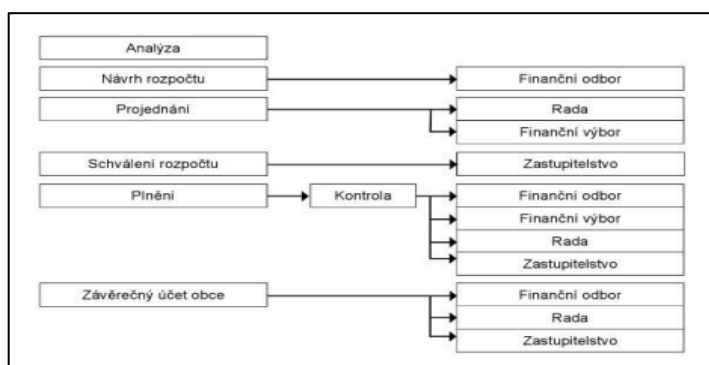 Analýza
Návrh rozpočtu
Finanční odbor
Projednání
Rada
Finanční výbor
Schválení rozpočtu
Zastupitelstvo
Plnění
Kontrola
Finanční odbor
Finanční výbor
Rada
Zastupitelstvo
Závěrečný účet obce
Finanční odbor
Rada
Zastupitelstvo